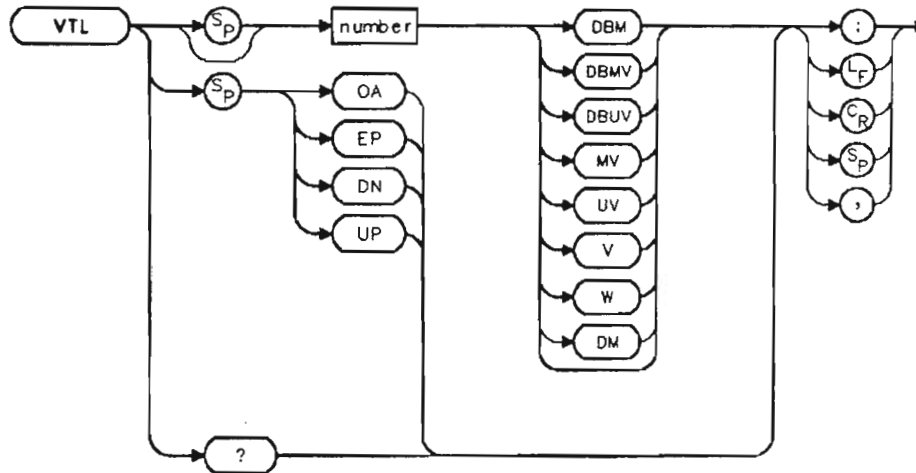 VTL SP number DBM ;
DBMV LF
SP OA DBUV CR
EP MV SP
DN UV ,
UP V
W
DM
?